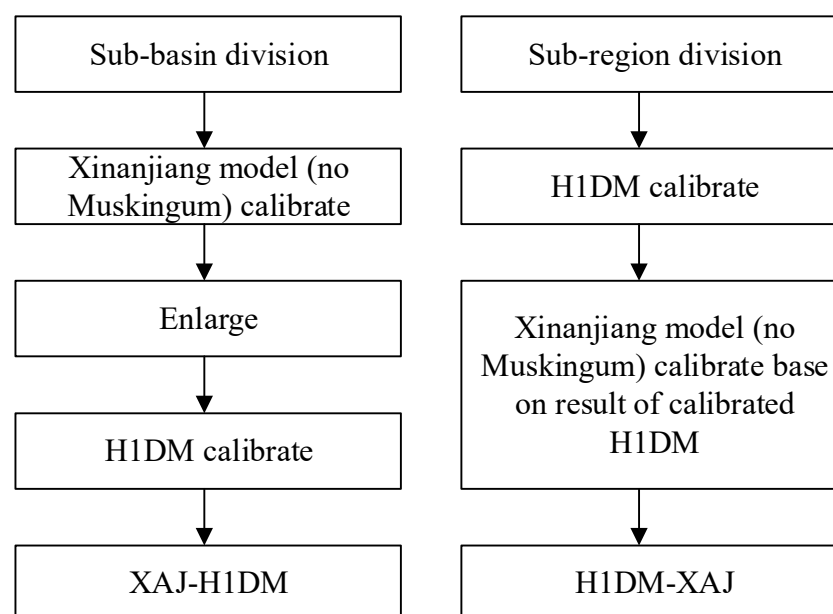 Sub-basin division
Xinanjiang model (no
Muskingum) calibrate
Enlarge
H1DM calibrate
XAJ-H1DM
Sub-region division
H1DM calibrate
Xinanjiang model (no
Muskingum) calibrate base
on result of calibrated
H1DM
H1DM-XAJ